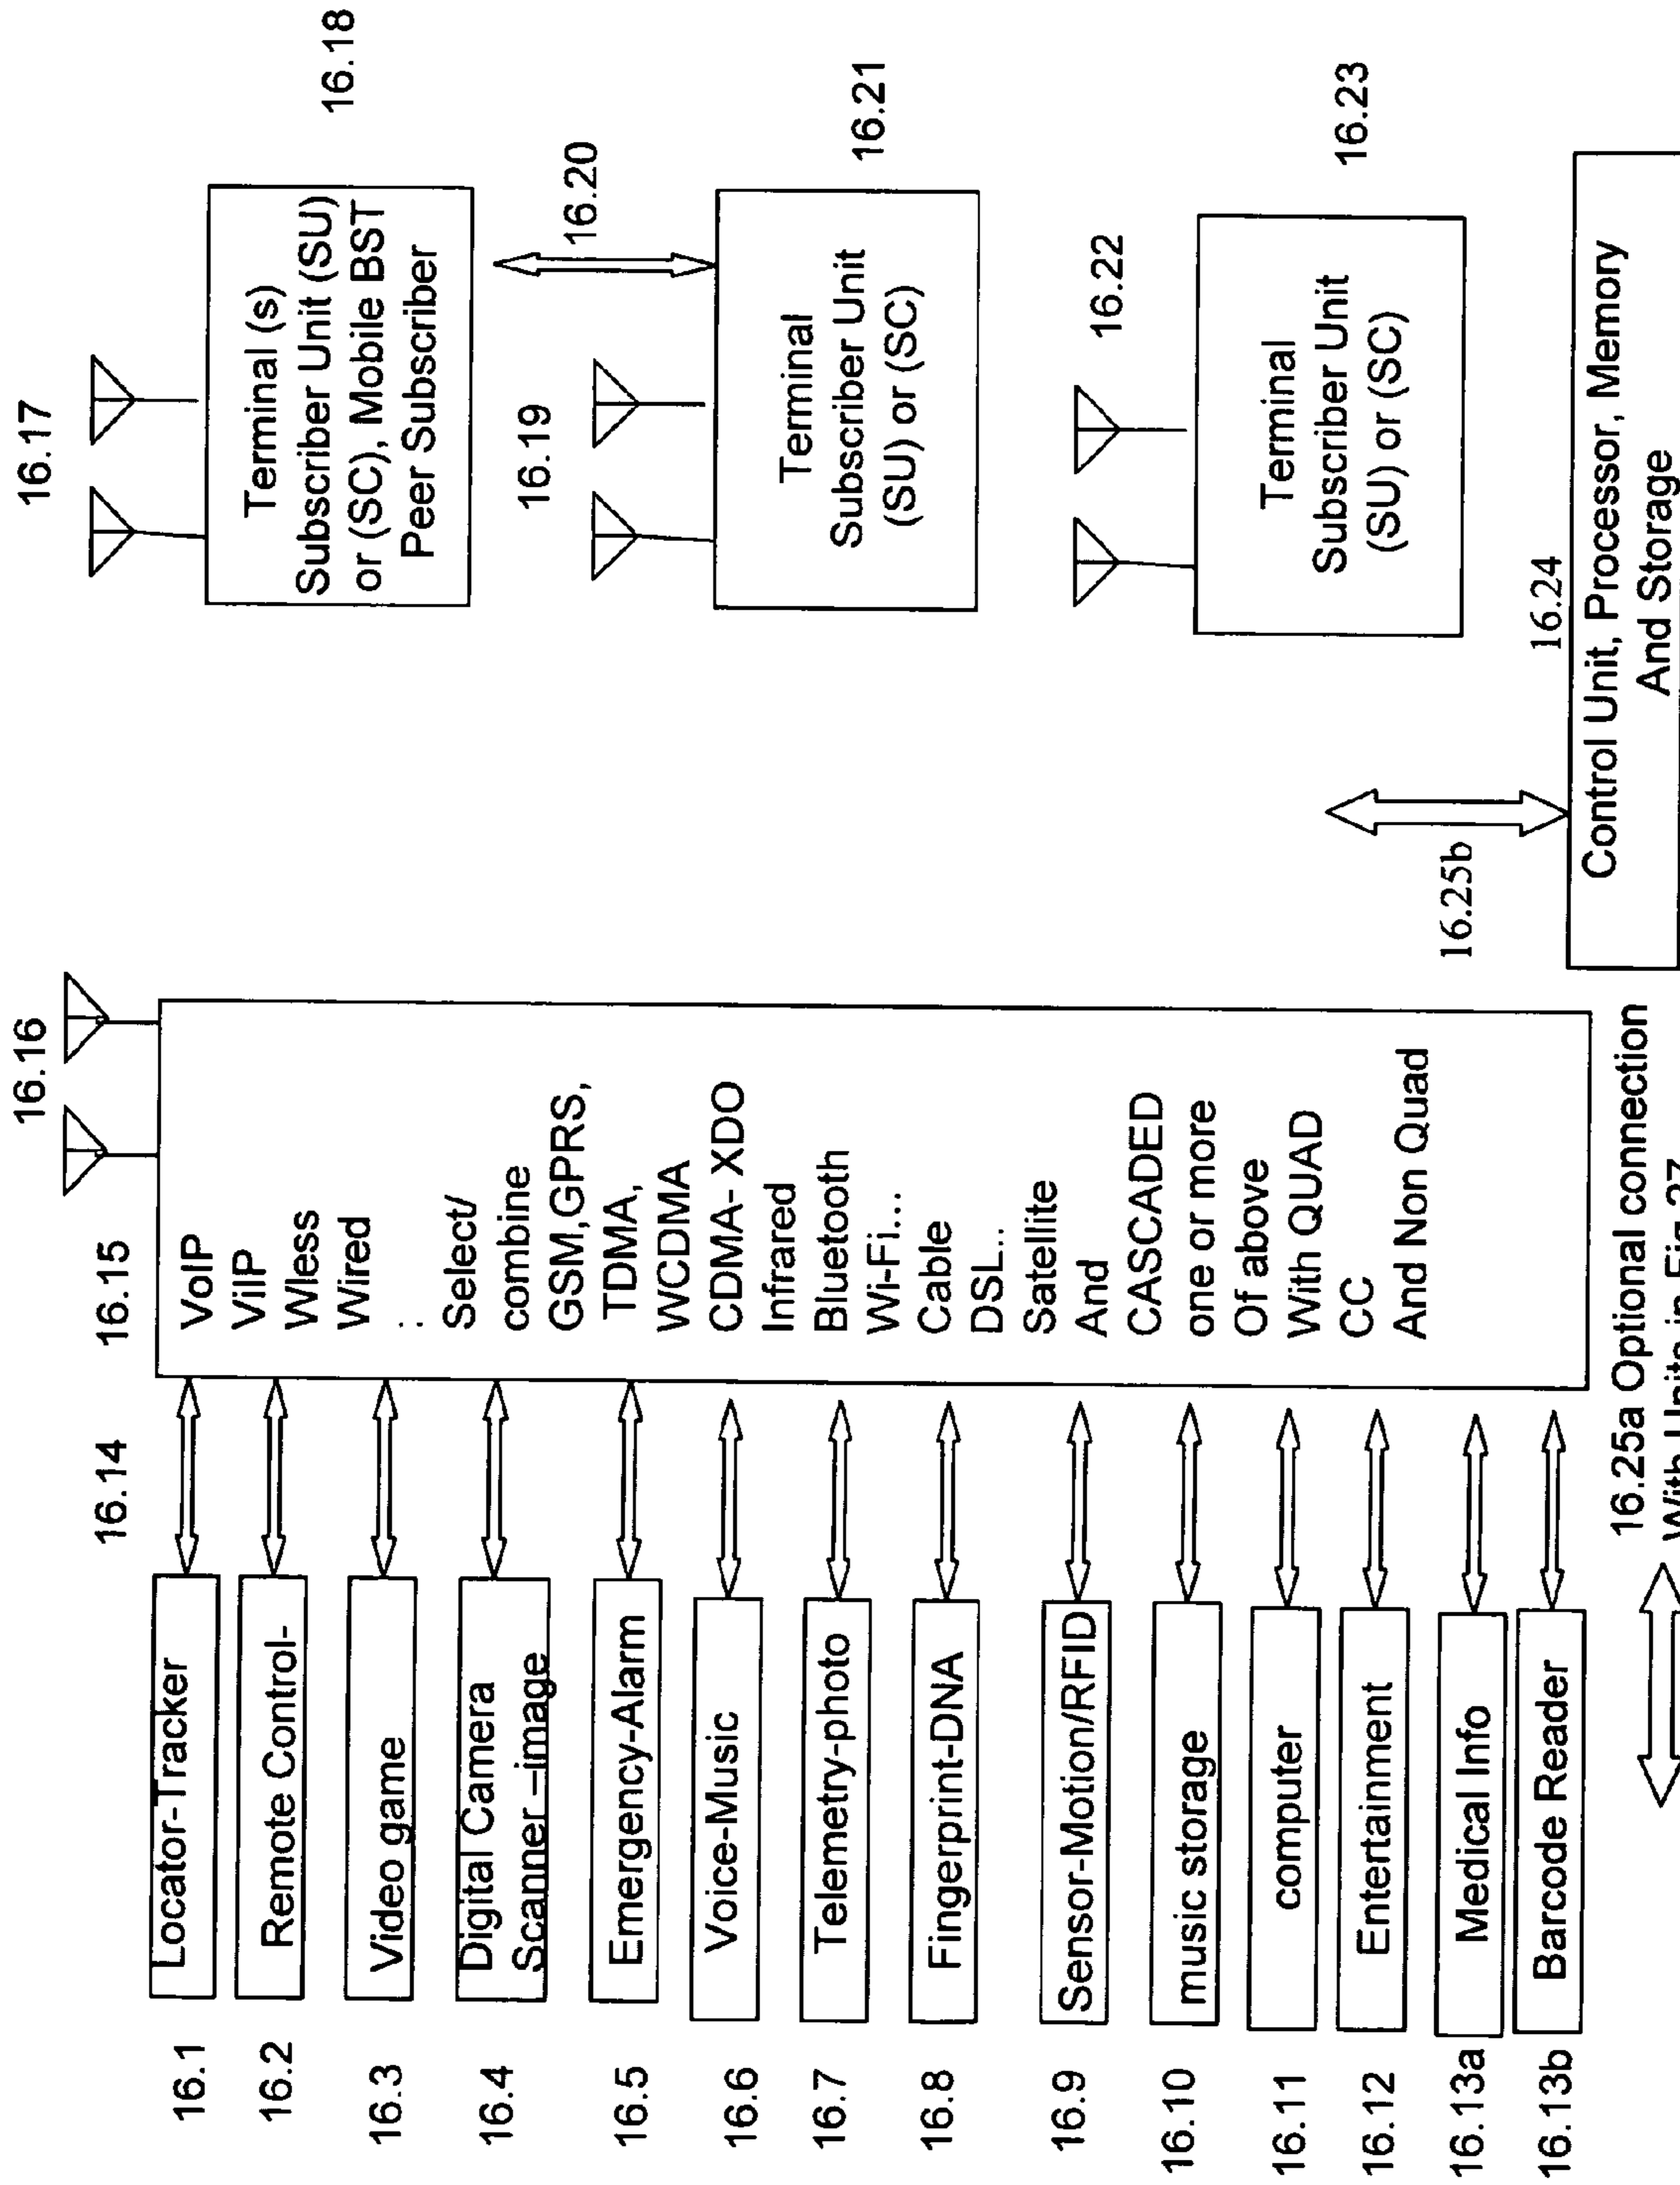 16.1
Locator-Tracker
16.2
Remote Control-
16.3
Video game
16.4
Digital Camera
Scanner –image
16.5
Emergency-Alarm
16.6
Voice-Music
16.7
Telemetry-photo
16.8
Fingerprint-DNA
16.9
Sensor-Motion/RFID
16.10
music storage
16.11
computer
16.12
Entertainment
16.13a
Medical Info
16.13b
Barcode Reader
16.14
16.15
16.16
VoIP
ViIP
Wless
Wired
:
Select/
combine
GSM,GPRS,
TDMA,
WCDMA
CDMA- XDO
Infrared
Bluetooth
Wi-Fi...
Cable
DSL..
Satellite
And
CASCADED
one or more
Of above
With QUAD
CC
And Non Quad
16.25a Optional connection
With Units in Fig 27
16.17
Terminal (s)
Subscriber Unit (SU)
or (SC), Mobile BST
Peer Subscriber
16.18
16.20
16.19
Terminal
Subscriber Unit
(SU) or (SC)
16.21
16.22
Terminal
Subscriber Unit
(SU) or (SC)
16.23
16.25b
16.24
Control Unit, Processor, Memory
And Storage